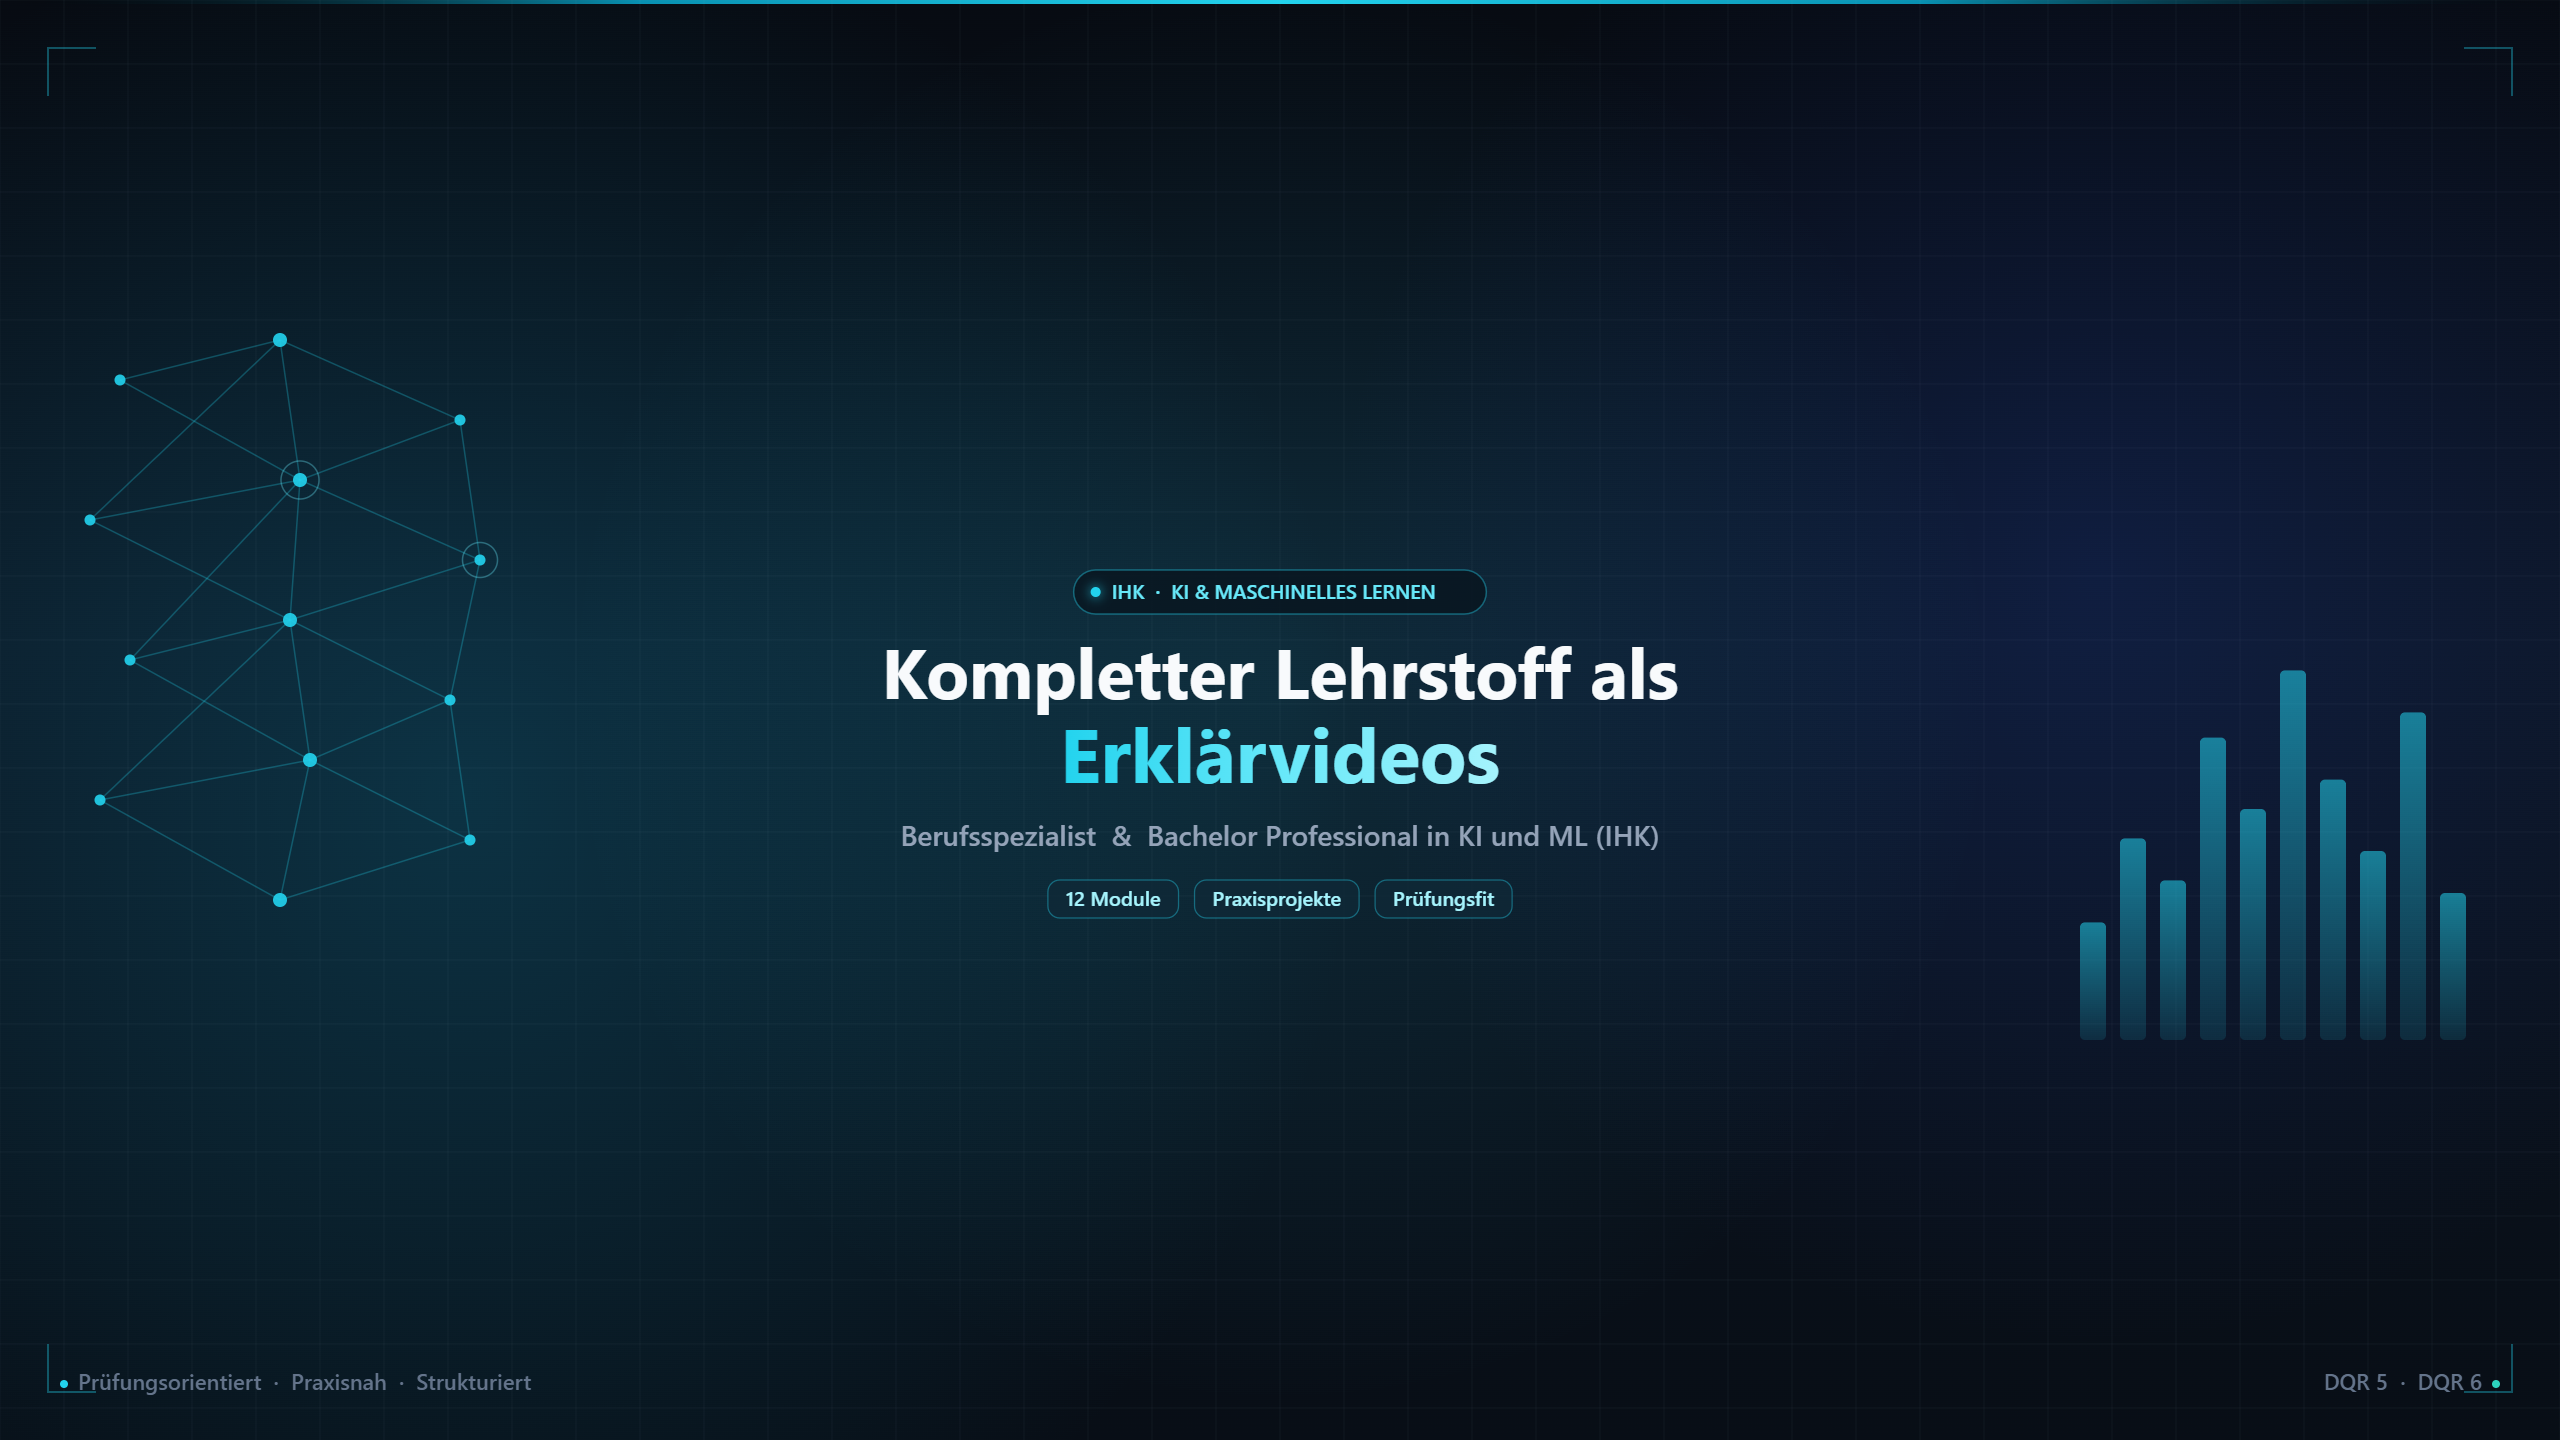 IHK · KI & MASCHINELLES LERNEN
Kompletter Lehrstoff als
Erklärvideos
Berufsspezialist & Bachelor Professional in KI und ML (IHK)
12 Module Praxisprojekte Prüfungsfit
Prüfungsorientiert · Praxisnah · Strukturiert
DQR 5 · DQR 6